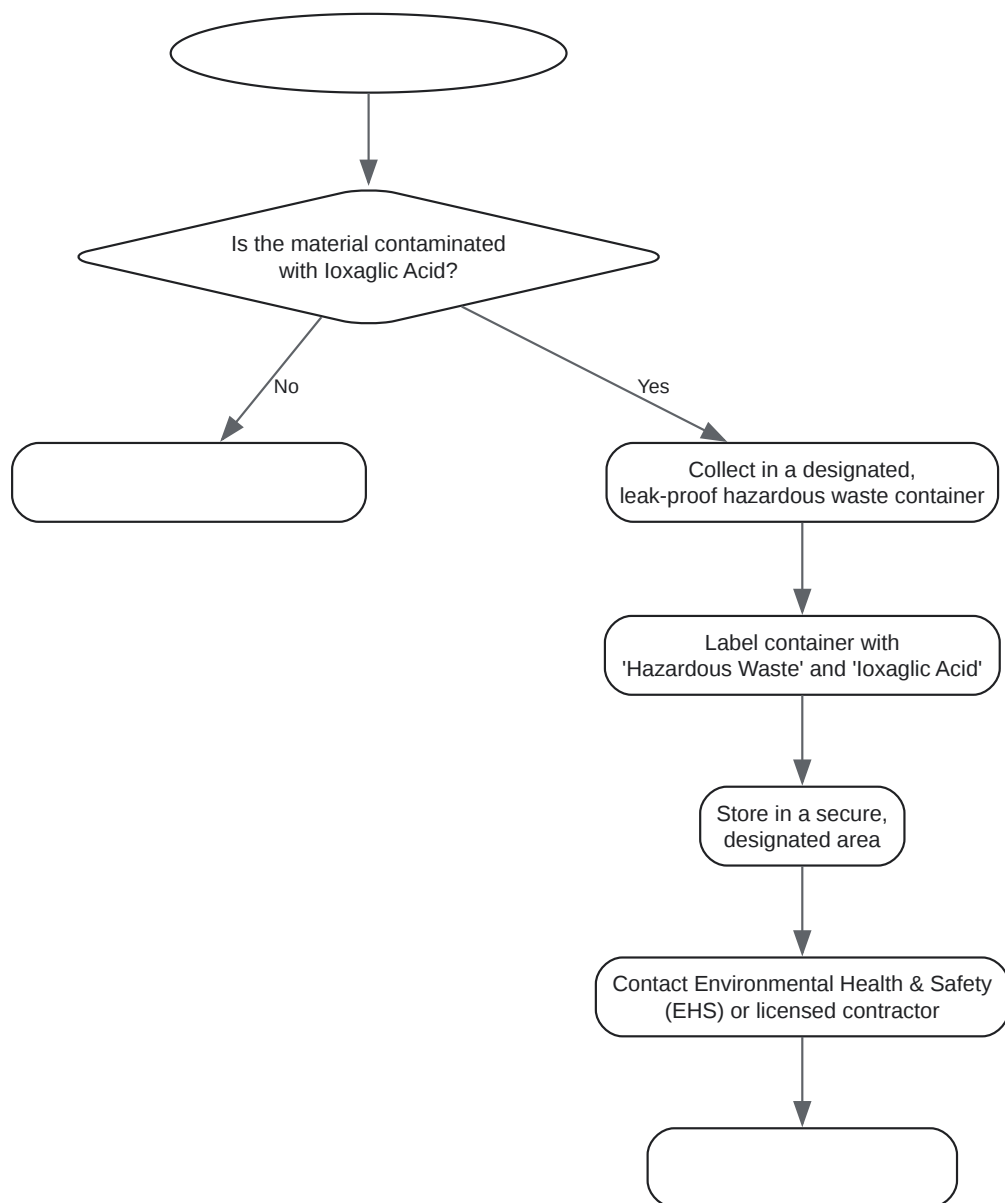 Is the material contaminated
with Ioxaglic Acid?
No
Yes
Collect in a designated,
leak-proof hazardous waste container
Label container with
'Hazardous Waste' and 'Ioxaglic Acid'
Store in a secure,
designated area
Contact Environmental Health & Safety
(EHS) or licensed contractor